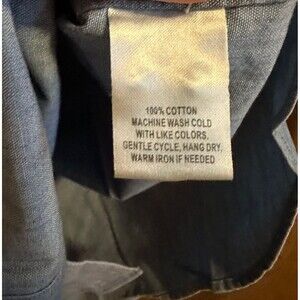 100% COTTON
MACHINE WASH COLD
WITH LIKE COLORS,
GENTLE CYCLE, HANG DRY,
WARM IRON IF NEEDED